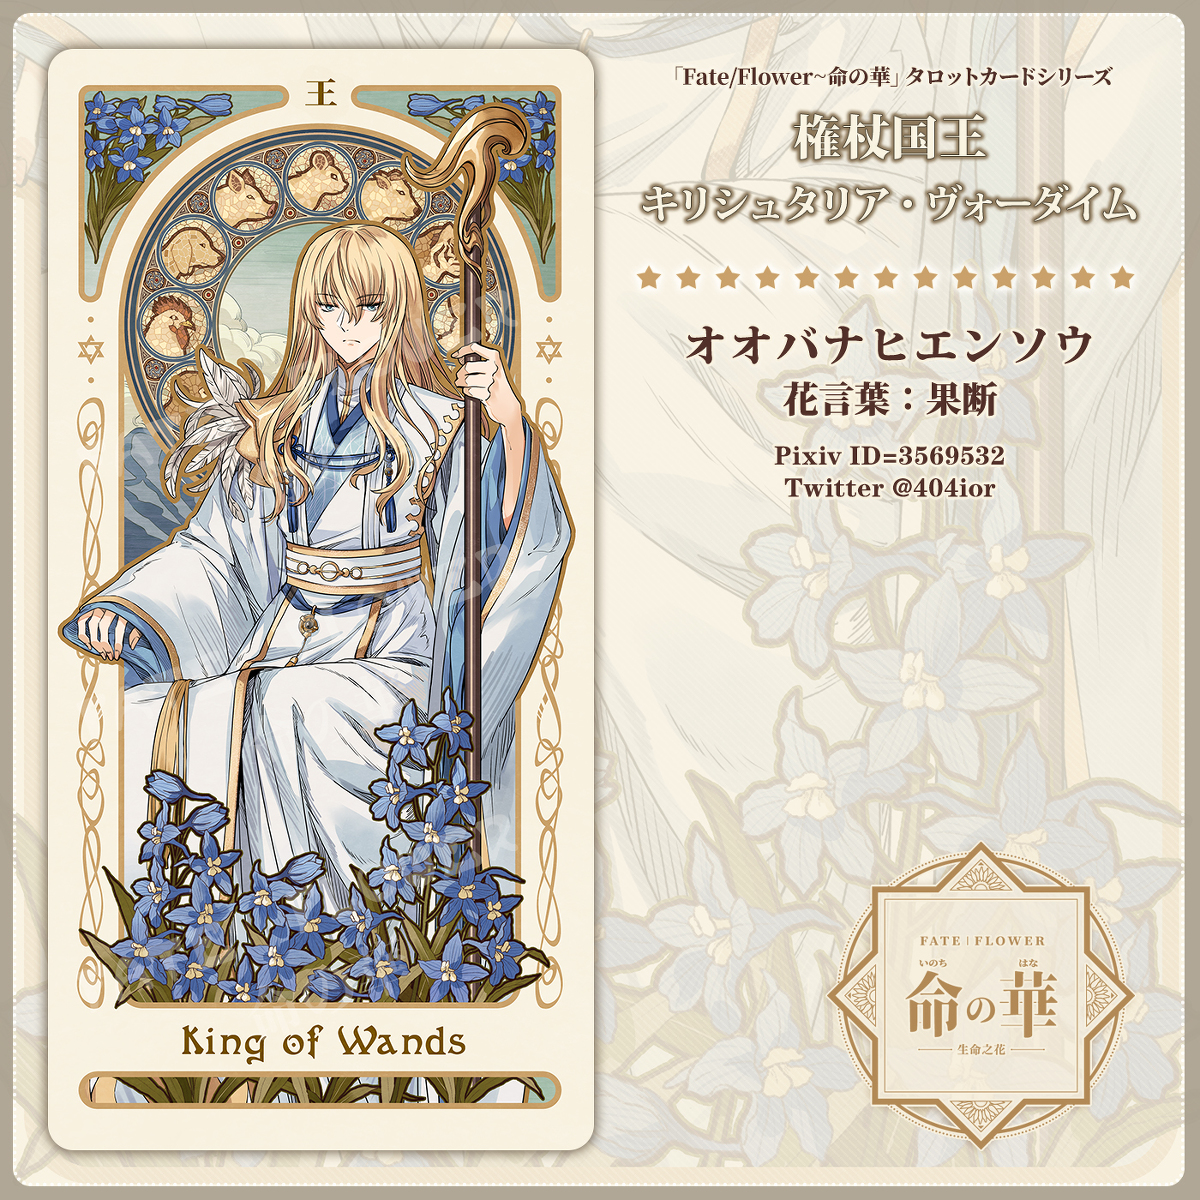 王
King of Wands
「Fate/Flower~命の華」タロットカードシリーズ
権杖国王
キリシュタリア・ヴォーダイム
オオバナヒエンソウ
花言葉：果断
Pixiv ID=3569532
Twitter @404ior
FATE | FLOWER
いのち はな
命の華
生命之花